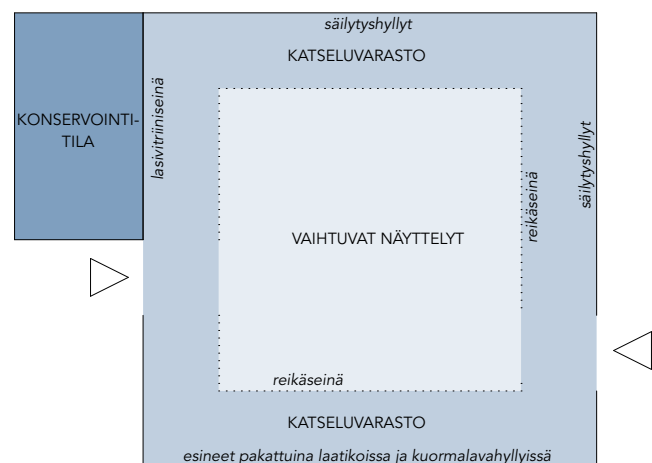 säilytyshyllyt
KATSELUVARASTO
KONSERVOINTI-
TILA
lasivitriiniseinä
säilytyshyllyt
reikäseinä
VAIHTUVAT NÄYTTELYT
reikäseinä
KATSELUVARASTO
esineet pakattuina laatikoissa ja kuormalavahyllyissä